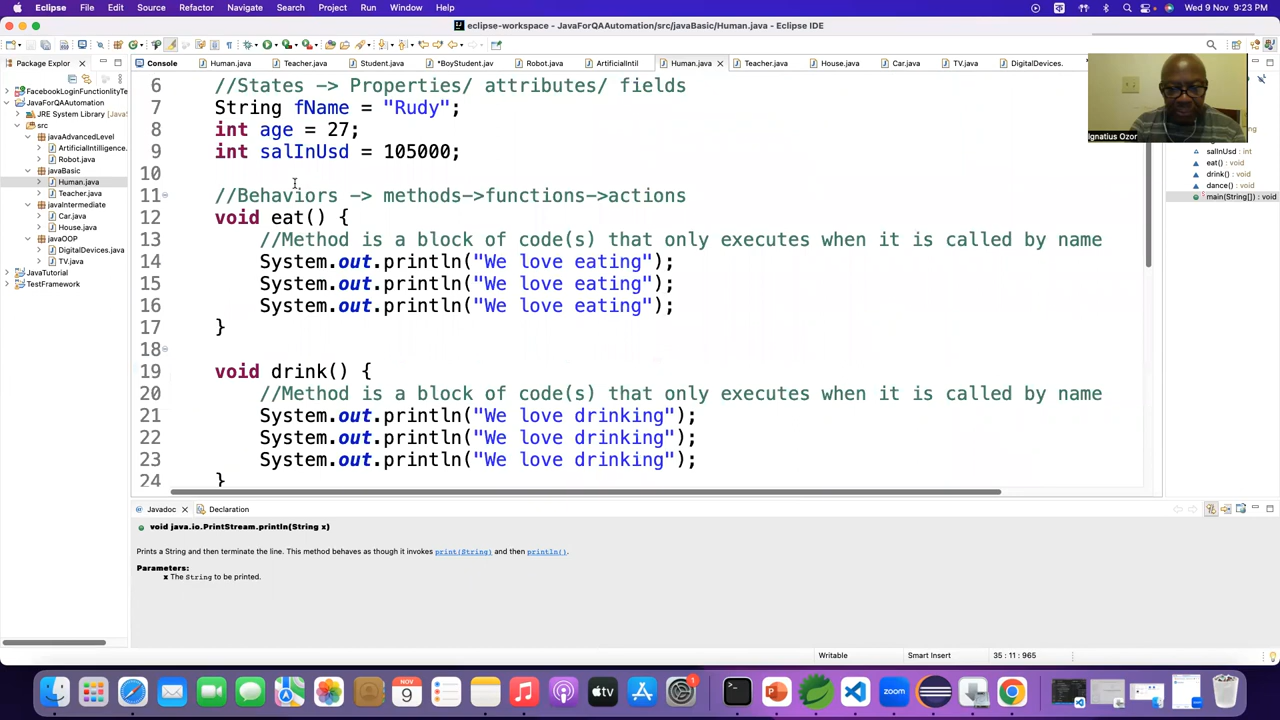 Eclipse File Edit Source Refactor Navigate Search Project Run Window Help Wed 9 Nov 9:23 PM
eclipse-workspace - JavaForQAAutomation/src/javaBasic/Human.java - Eclipse IDE
Package Explor
Console Human.java Teacher.java Student.java *BoyStudent.jav Robot.java ArtificialIntil Human.java Teacher.java House.java Car.java TV.java DigitalDevices.
FacebookLoginFunctionlityTe
JavaForQAAutomation
JRE System Library [Java
src
javaAdvancedLevel
ArtificialIntilligence.
Robot.java
javaBasic
Human.java
Teacher.java
javaIntermediate
Car.java
House.java
javaOOP
DigitalDevices.java
TV.java
JavaTutorial
TestFramework
6 //States -> Properties/ attributes/ fields
7 String fName = "Rudy";
8 int age = 27;
9 int salInUsd = 105000;
10
11 //Behaviors -> methods->functions->actions
12 void eat() {
13 //Method is a block of code(s) that only executes when it is called by name
14 System.out.println("We love eating");
15 System.out.println("We love eating");
16 System.out.println("We love eating");
17 }
18
19 void drink() {
20 //Method is a block of code(s) that only executes when it is called by name
21 System.out.println("We love drinking");
22 System.out.println("We love drinking");
23 System.out.println("We love drinking");
24 }
Ignatius Ozor
salInUsd : int
eat() : void
drink() : void
dance() : void
main(String[]) : void
Javadoc Declaration
void java.io.PrintStream.println(String x)
Prints a String and then terminate the line. This method behaves as though it invokes print(String) and then println().
Parameters:
x The String to be printed.
Writable Smart Insert 35 : 11 : 965
NOV
9
tv
zoom
1